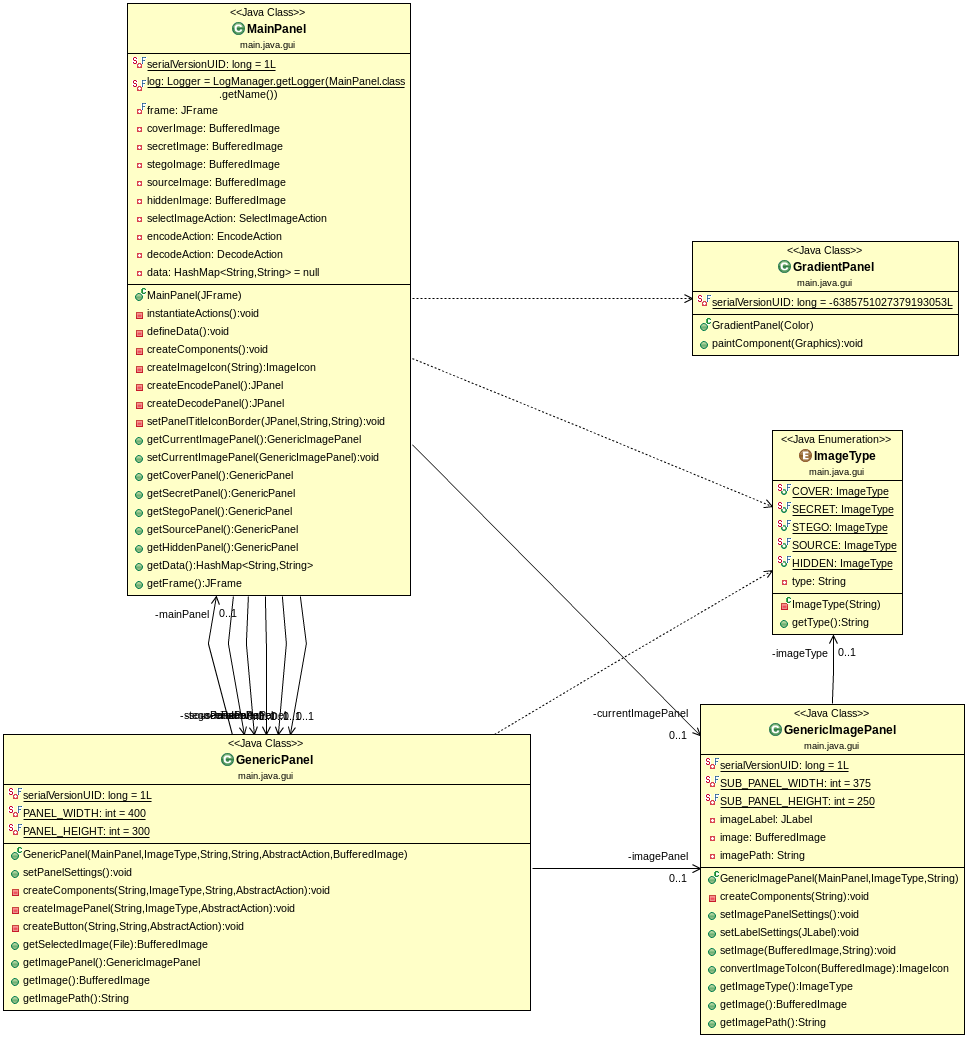 <<Java Class>>
MainPanel
main.java.gui
serialVersionUID: long = 1L
log: Logger = LogManager.getLogger(MainPanel.class
.getName())
frame: JFrame
coverImage: BufferedImage
secretImage: BufferedImage
stegoImage: BufferedImage
sourceImage: BufferedImage
hiddenImage: BufferedImage
selectImageAction: SelectImageAction
encodeAction: EncodeAction
decodeAction: DecodeAction
data: HashMap<String,String> = null
MainPanel(JFrame)
instantiateActions():void
defineData():void
createComponents():void
createImageIcon(String):ImageIcon
createEncodePanel():JPanel
createDecodePanel():JPanel
setPanelTitleIconBorder(JPanel,String,String):void
getCurrentImagePanel():GenericImagePanel
setCurrentImagePanel(GenericImagePanel):void
getCoverPanel():GenericPanel
getSecretPanel():GenericPanel
getStegoPanel():GenericPanel
getSourcePanel():GenericPanel
getHiddenPanel():GenericPanel
getData():HashMap<String,String>
getFrame():JFrame
<<Java Class>>
GradientPanel
main.java.gui
serialVersionUID: long = -6385751027379193053L
GradientPanel(Color)
paintComponent(Graphics):void
<<Java Enumeration>>
ImageType
main.java.gui
COVER: ImageType
SECRET: ImageType
STEGO: ImageType
SOURCE: ImageType
HIDDEN: ImageType
type: String
ImageType(String)
getType():String
-mainPanel 0..1
-imageType 0..1
-currentImagePanel
0..1
0..1
<<Java Class>>
GenericPanel
main.java.gui
serialVersionUID: long = 1L
PANEL_WIDTH: int = 400
PANEL_HEIGHT: int = 300
GenericPanel(MainPanel,ImageType,String,String,AbstractAction,BufferedImage)
setPanelSettings():void
createComponents(String,ImageType,String,AbstractAction):void
createImagePanel(String,ImageType,AbstractAction):void
createButton(String,String,AbstractAction):void
getSelectedImage(File):BufferedImage
getImagePanel():GenericImagePanel
getImage():BufferedImage
getImagePath():String
-imagePanel
0..1
<<Java Class>>
GenericImagePanel
main.java.gui
serialVersionUID: long = 1L
SUB_PANEL_WIDTH: int = 375
SUB_PANEL_HEIGHT: int = 250
imageLabel: JLabel
image: BufferedImage
imagePath: String
GenericImagePanel(MainPanel,ImageType,String)
createComponents(String):void
setImagePanelSettings():void
setLabelSettings(JLabel):void
setImage(BufferedImage,String):void
convertImageToIcon(BufferedImage):ImageIcon
getImageType():ImageType
getImage():BufferedImage
getImagePath():String